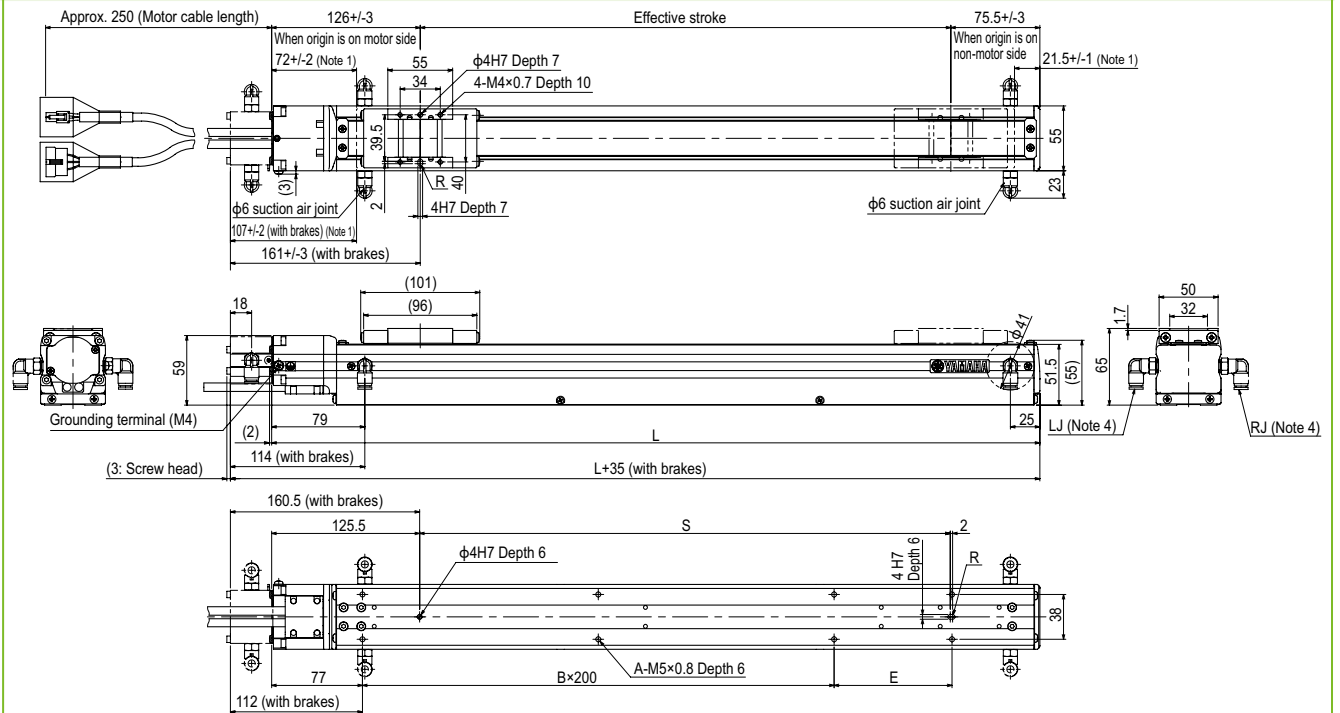 Approx. 250 (Motor cable length)
126+/-3
Effective stroke
75.5+/-3
When origin is on motor side
When origin is on
non-motor side
72+/-2 (Note 1)
21.5+/-1 (Note 1)
55
34
ϕ4H7 Depth 7
4-M4×0.7 Depth 10
39.5
40
55
23
(3)
2
R
4H7 Depth 7
ϕ6 suction air joint
ϕ6 suction air joint
107+/-2 (with brakes) (Note 1)
161+/-3 (with brakes)
(101)
(96)
18
50
32
1.7
ϕ41
59
YAMAHA
51.5
(55)
65
Grounding terminal (M4)
79
25
LJ (Note 4)
RJ (Note 4)
(2)
L
114 (with brakes)
(3: Screw head)
L+35 (with brakes)
160.5 (with brakes)
125.5
S
2
ϕ4H7 Depth 6
4 H7
Depth 6
R
38
A-M5×0.8 Depth 6
77
B×200
E
112 (with brakes)